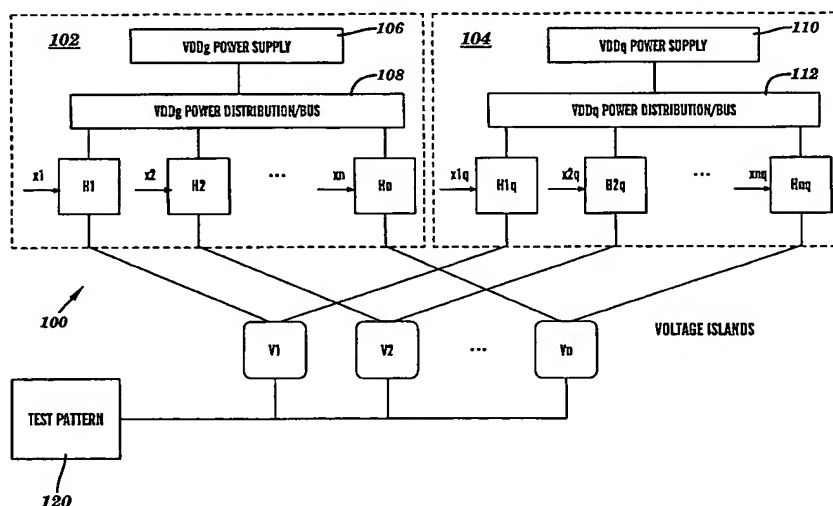 102
VDDg POWER SUPPLY
106
104
VDDq POWER SUPPLY
110
108
VDDg POWER DISTRIBUTION/BUS
112
VDDq POWER DISTRIBUTION/BUS
x1
H1
x2
H2
...
xn
Hn
x1q
H1q
x2q
H2q
...
xnq
Hnq
100
V1
V2
...
Vn
VOLTAGE ISLANDS
TEST PATTERN
120